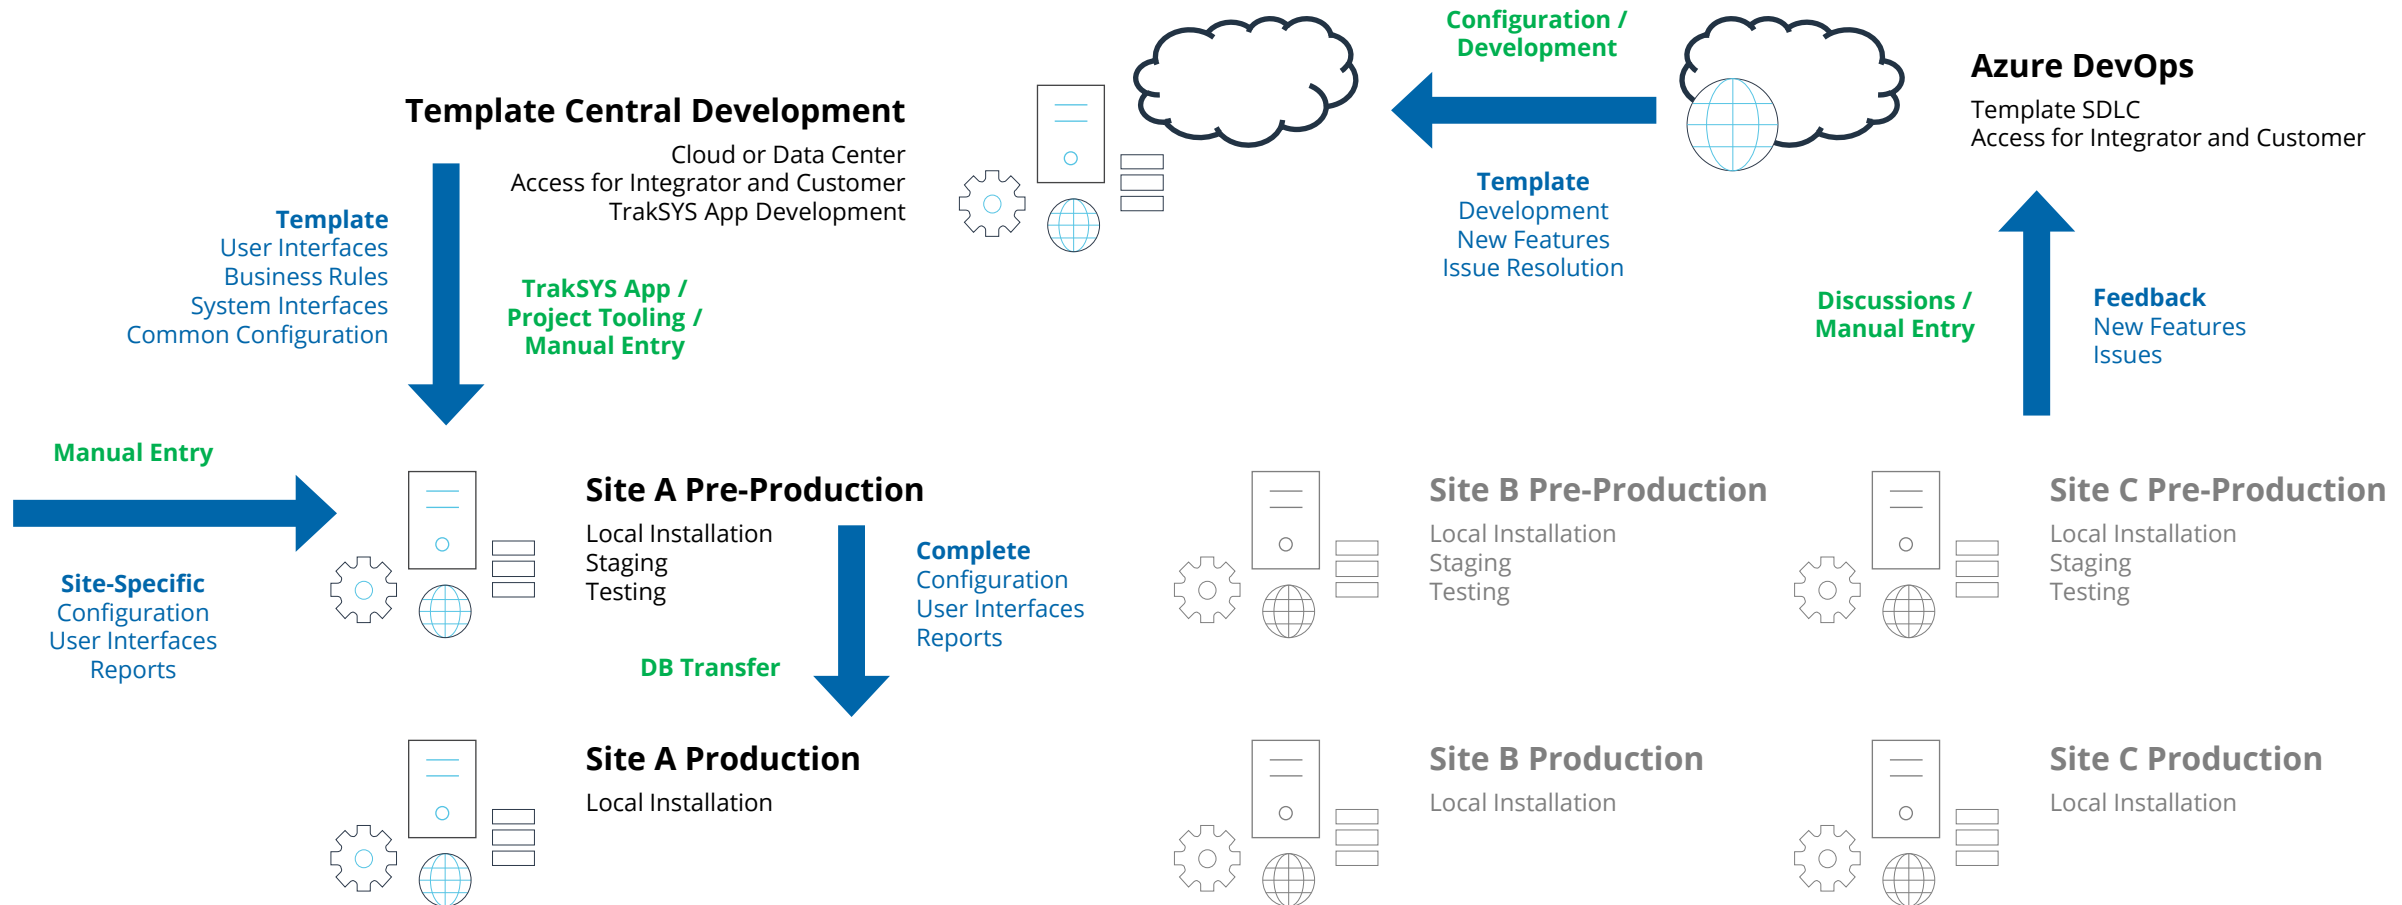 Configuration /
Development
Azure DevOps
Template SDLC
Access for Integrator and Customer
Template Central Development
Cloud or Data Center
Access for Integrator and Customer
TrakSYS App Development
Template
Development
New Features
Issue Resolution
Template
User Interfaces
Business Rules
System Interfaces
Common Configuration
TrakSYS App /
Project Tooling /
Manual Entry
Discussions /
Manual Entry
Feedback
New Features
Issues
Manual Entry
Site-Specific
Configuration
User Interfaces
Reports
Site A Pre-Production
Local Installation
Staging
Testing
Complete
Configuration
User Interfaces
Reports
DB Transfer
Site B Pre-Production
Local Installation
Staging
Testing
Site C Pre-Production
Local Installation
Staging
Testing
Site A Production
Local Installation
Site B Production
Local Installation
Site C Production
Local Installation